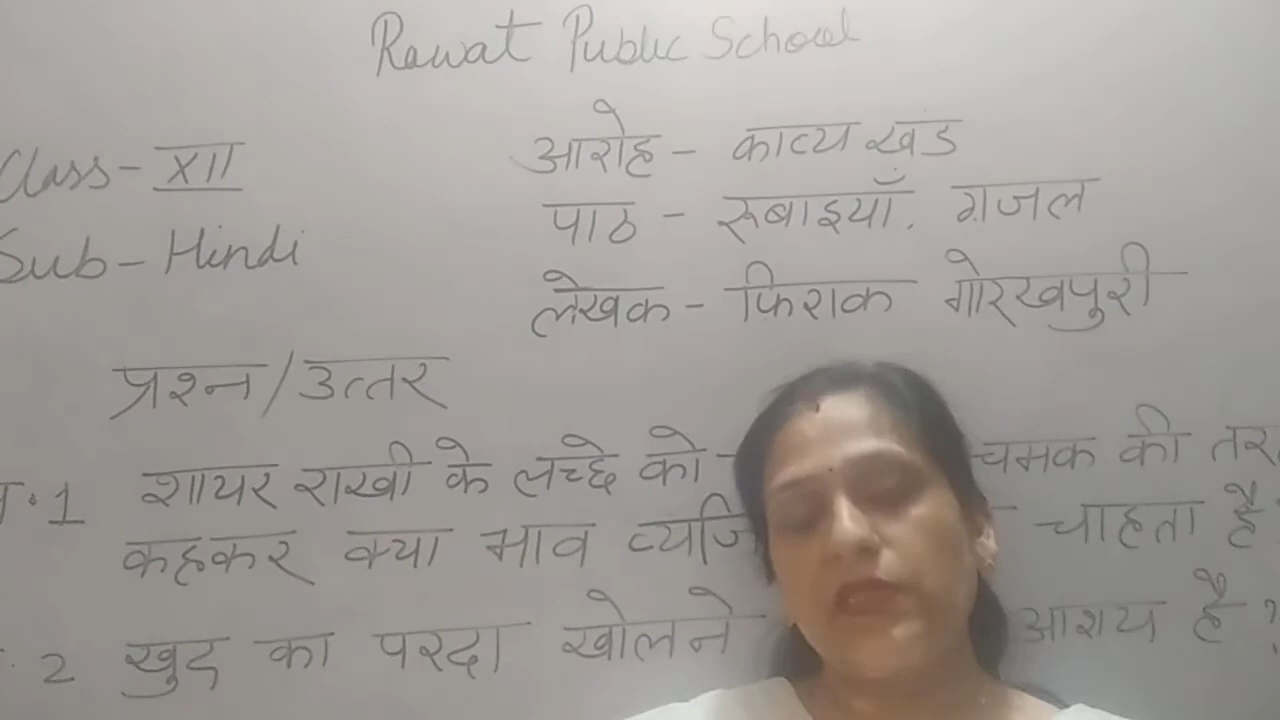 Rawat Public School
Class- XII
Sub- Hindi
आरोह - काव्य खंड
पाठ - रूबाइयाँ, ग़जल
लेखक - फिराक गोरखपुरी
प्रश्न/उत्तर
.1 शायर राखी के लच्छे को चमक की
कहकर क्या भाव चाहता है
2 खुद का परदा खोलने आशय है ?